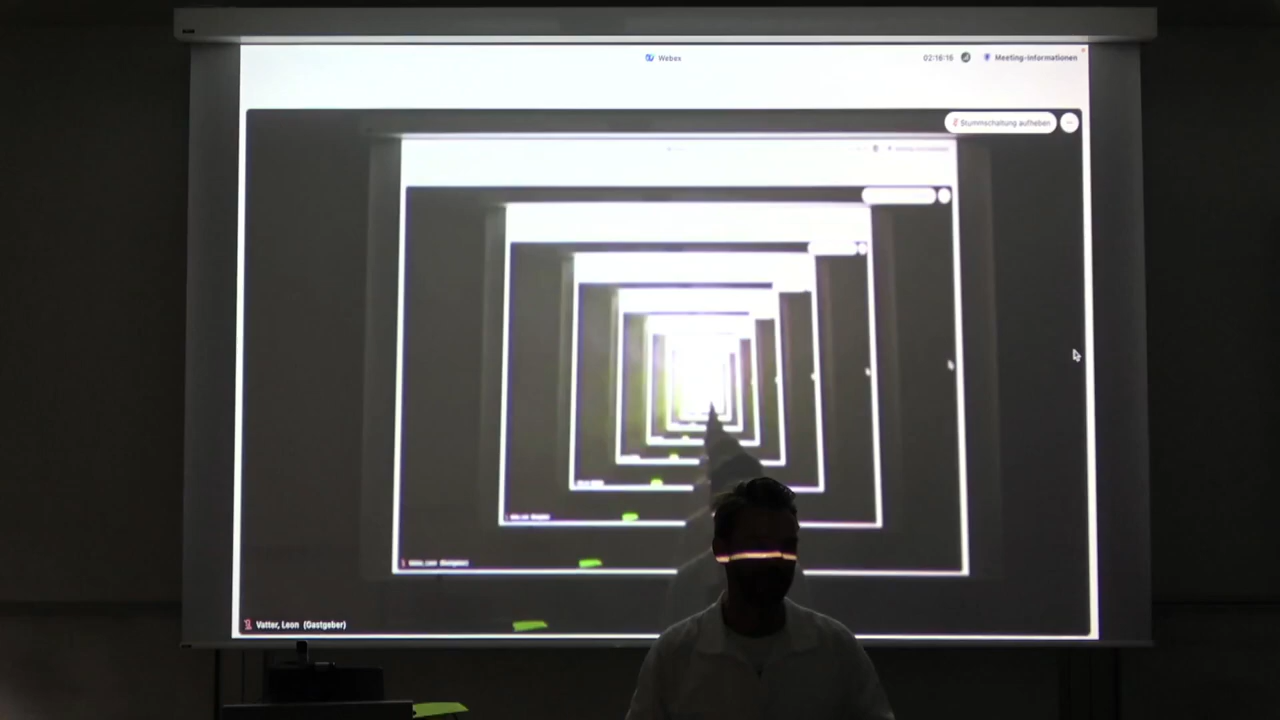 Webex
02:16:16
Meeting-Informationen
Stummschaltung aufheben
Vatter, Leon (Gastgeber)